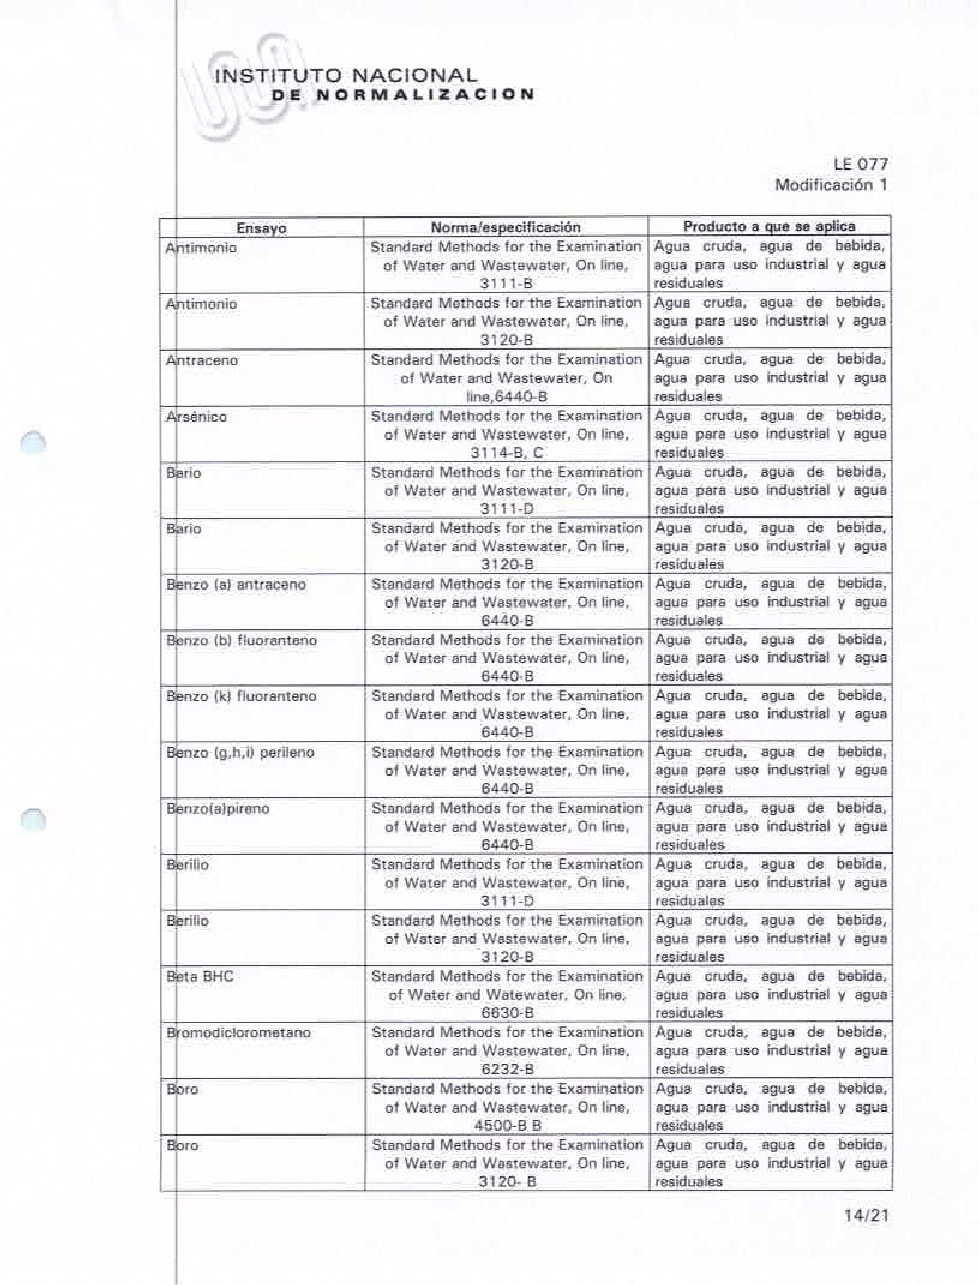 INSTITUTO NACIONAL
DE NORMALIZACION
LE 077
Modificación 1
Ensayo Norma/especificación Producto a que se aplica
Antimonio Standard Methods for the Examination Agua cruda, agua de bebida,
of Water and Wastewater, On line, agua para uso industrial y agua
3111-B residuales
Antimonio Standard Methods for the Examination Agua cruda, agua de bebida,
of Water and Wastewater, On line, agua para uso industrial y agua
3120-B residuales
Antraceno Standard Methods for the Examination Agua cruda, agua de bebida,
of Water and Wastewater, On agua para uso industrial y agua
line,6440-B residuales
Arsénico Standard Methods for the Examination Agua cruda, agua de bebida,
of Water and Wastewater, On line, agua para uso industrial y agua
3114-B, C residuales
Bario Standard Methods for the Examination Agua cruda, agua de bebida,
of Water and Wastewater, On line, agua para uso industrial y agua
3111-D residuales
Bario Standard Methods for the Examination Agua cruda, agua de bebida,
of Water and Wastewater, On line, agua para uso industrial y agua
3120-B residuales
Benzo (a) antraceno Standard Methods for the Examination Agua cruda, agua de bebida,
of Water and Wastewater, On line, agua para uso industrial y agua
6440-B residuales
Benzo (b) fluoranteno Standard Methods for the Examination Agua cruda, agua de bebida,
of Water and Wastewater, On line, agua para uso industrial y agua
6440-B residuales
Benzo (k) fluoranteno Standard Methods for the Examination Agua cruda, agua de bebida,
of Water and Wastewater, On line, agua para uso industrial y agua
6440-B residuales
Benzo (g,h,i) perileno Standard Methods for the Examination Agua cruda, agua de bebida,
of Water and Wastewater, On line, agua para uso industrial y agua
6440-B residuales
Benzo(a)pireno Standard Methods for the Examination Agua cruda, agua de bebida,
of Water and Wastewater, On line, agua para uso industrial y agua
6440-B residuales
Berilio Standard Methods for the Examination Agua cruda, agua de bebida,
of Water and Wastewater, On line, agua para uso industrial y agua
3111-D residuales
Berilio Standard Methods for the Examination Agua cruda, agua de bebida,
of Water and Wastewater, On line, agua para uso industrial y agua
3120-B residuales
Beta BHC Standard Methods for the Examination Agua cruda, agua de bebida,
of Water and Watewater, On line, agua para uso industrial y agua
6630-B residuales
Bromodiclorometano Standard Methods for the Examination Agua cruda, agua de bebida,
of Water and Wastewater, On line, agua para uso industrial y agua
6232-B residuales
Boro Standard Methods for the Examination Agua cruda, agua de bebida,
of Water and Wastewater, On line, agua para uso industrial y agua
4500-B B residuales
Boro Standard Methods for the Examination Agua cruda, agua de bebida,
of Water and Wastewater, On line, agua para uso industrial y agua
3120- B residuales
14/21